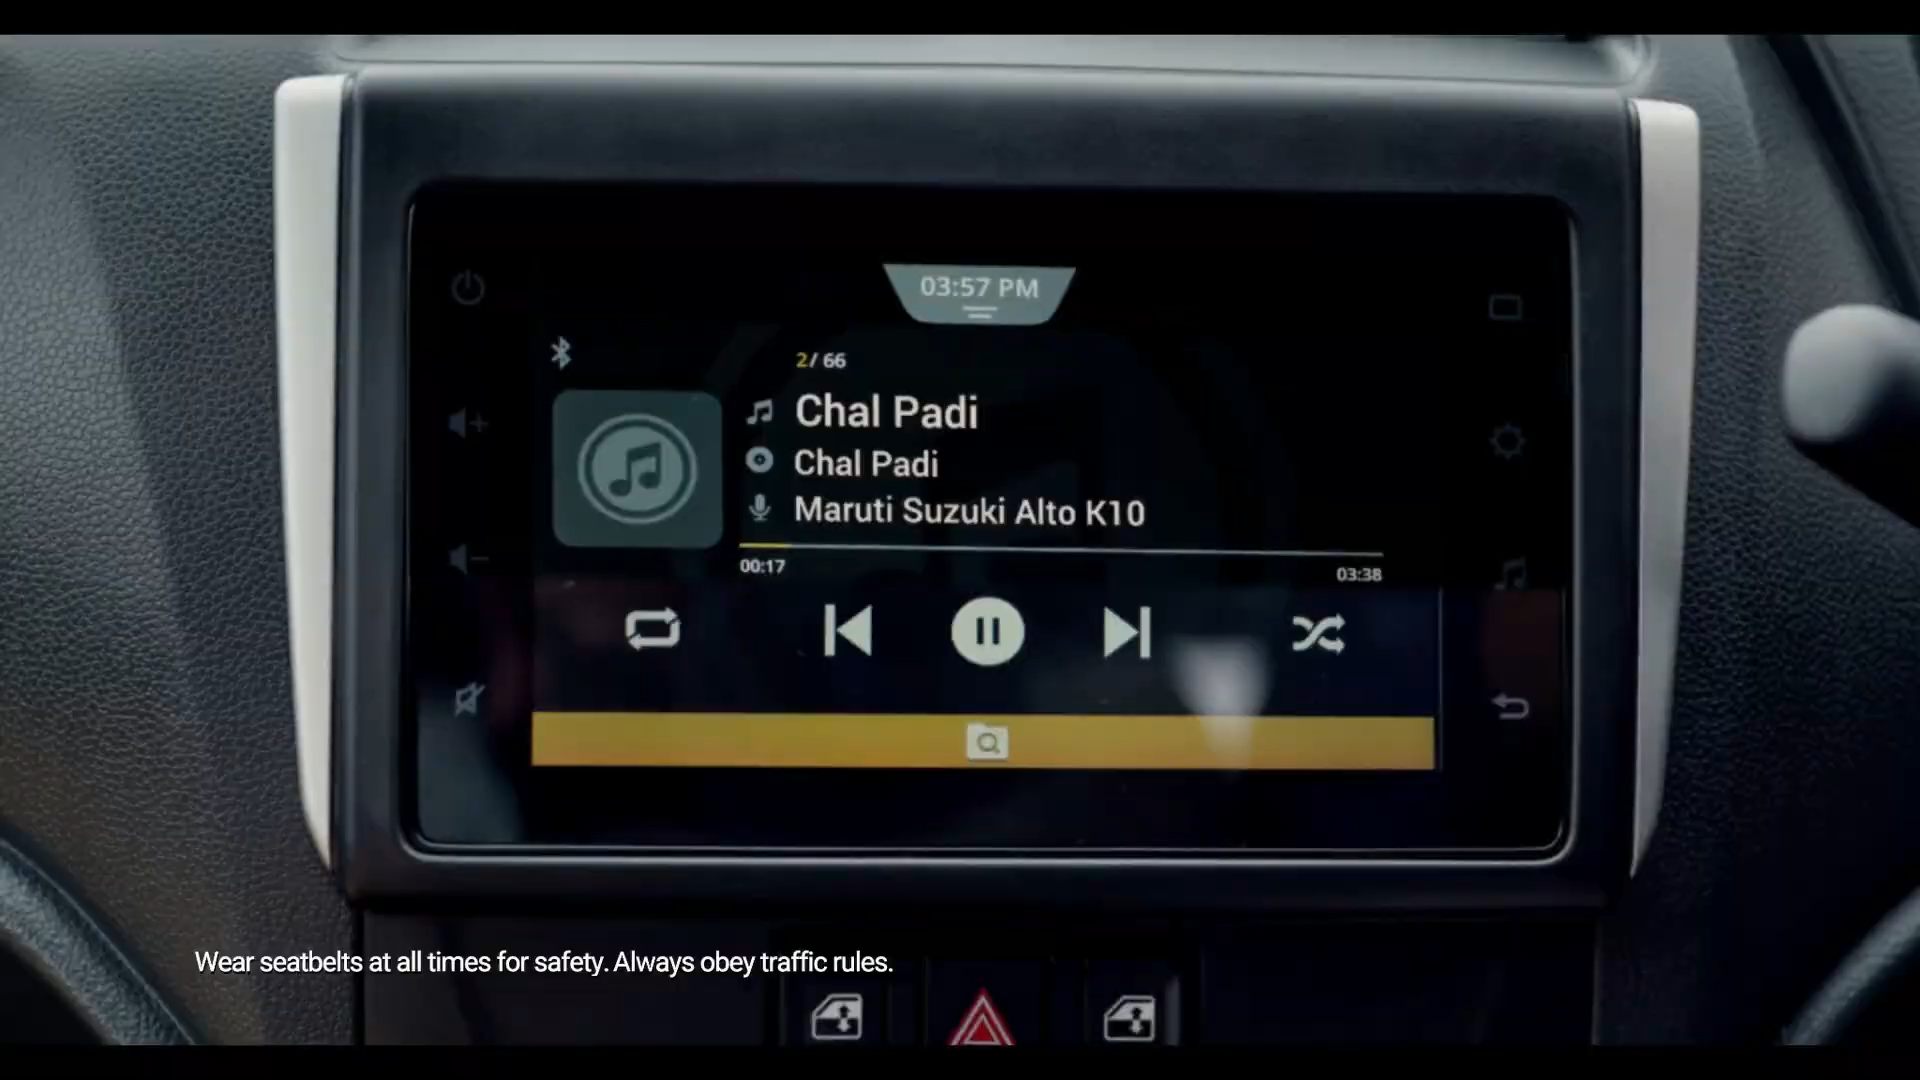 03:57 PM
2/ 66
Chal Padi
Chal Padi
Maruti Suzuki Alto K10
00:17
03:38
Wear seatbelts at all times for safety. Always obey traffic rules.